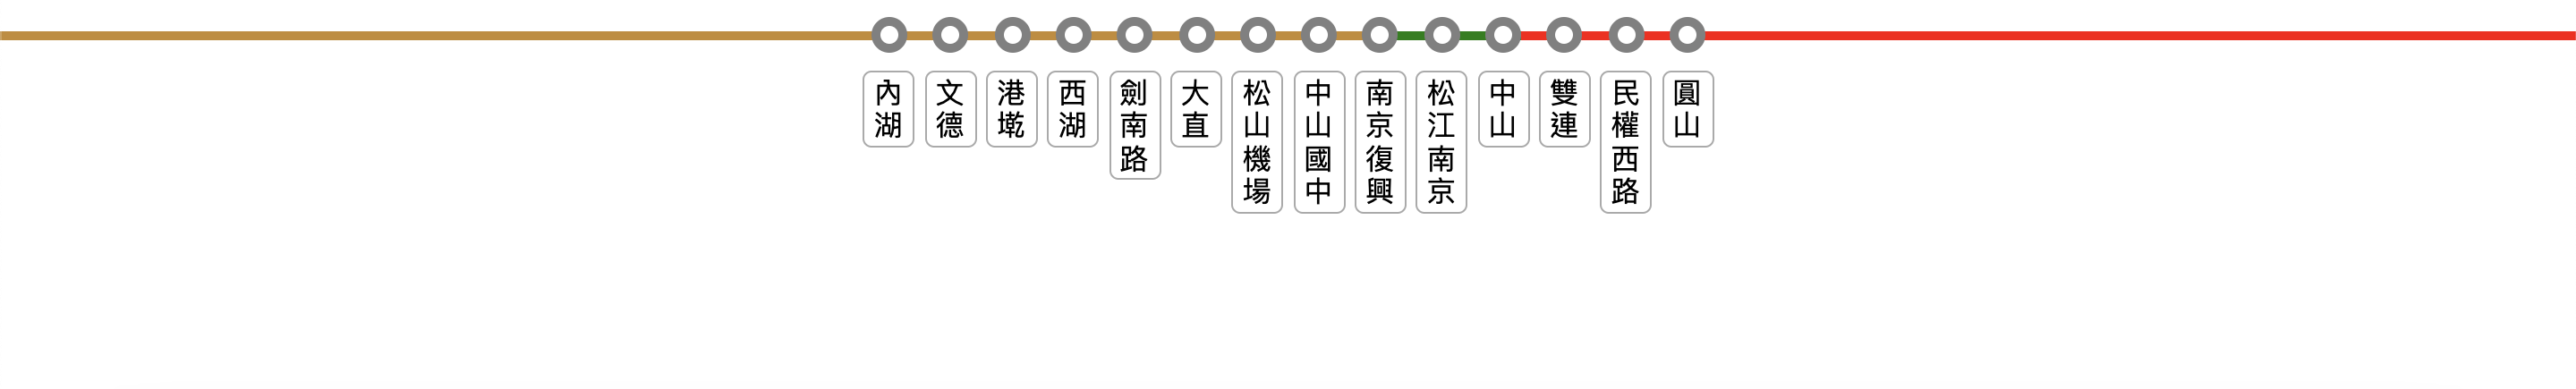 內湖
文德
港墘
西湖
劍南路
大直
松山機場
中山國中
南京復興
松江南京
中山
雙連
民權西路
圓山